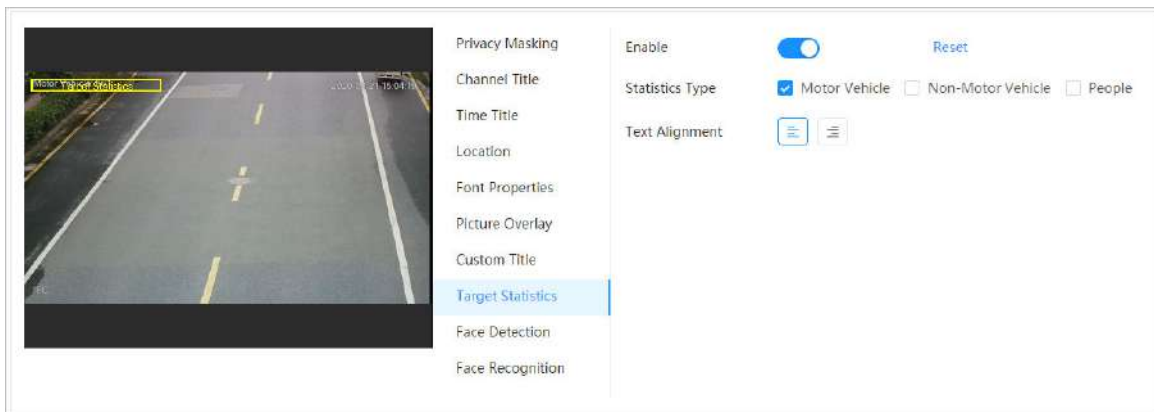 Target Statistics
Privacy Masking
Channel Title
Time Title
Location
Font Properties
Picture Overlay
Custom Title
Target Statistics
Face Detection
Face Recognition
Enable
Reset
Statistics Type
Motor Vehicle
Non-Motor Vehicle
People
Text Alignment